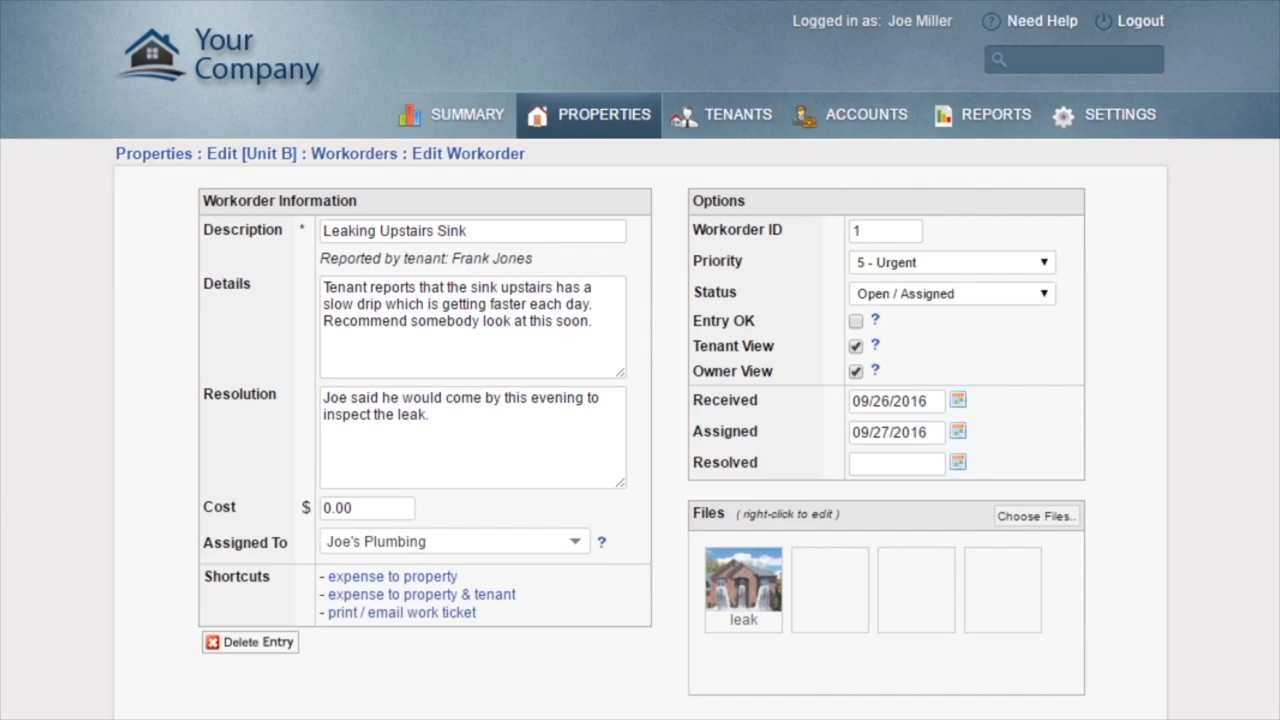 Your
Company
Logged in as: Joe Miller
? Need Help
Logout
SUMMARY
PROPERTIES
TENANTS
ACCOUNTS
REPORTS
SETTINGS
Properties : Edit [Unit B] : Workorders : Edit Workorder
Workorder Information
Description * Leaking Upstairs Sink
Reported by tenant: Frank Jones
Details
Tenant reports that the sink upstairs has a
slow drip which is getting faster each day.
Recommend somebody look at this soon.
Resolution
Joe said he would come by this evening to
inspect the leak.
Cost $ 0.00
Assigned To Joe's Plumbing ?
Shortcuts
- expense to property
- expense to property & tenant
- print / email work ticket
Delete Entry
Options
Workorder ID 1
Priority 5 - Urgent
Status Open / Assigned
Entry OK ?
Tenant View ?
Owner View ?
Received 09/26/2016
Assigned 09/27/2016
Resolved
Files ( right-click to edit ) Choose Files..
leak